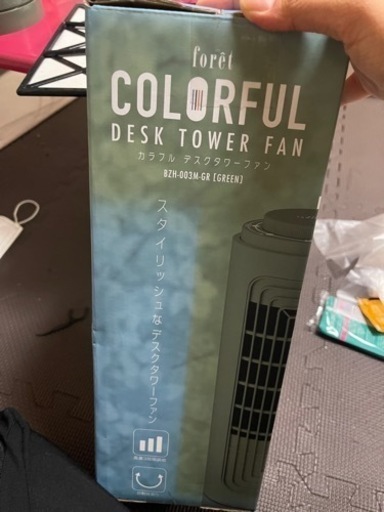 forêt
COLORFUL
DESK TOWER FAN
カラフル デスクタワーファン
BZH-003M-GR [GREEN]
スタイリッシュなデスクタワーファン